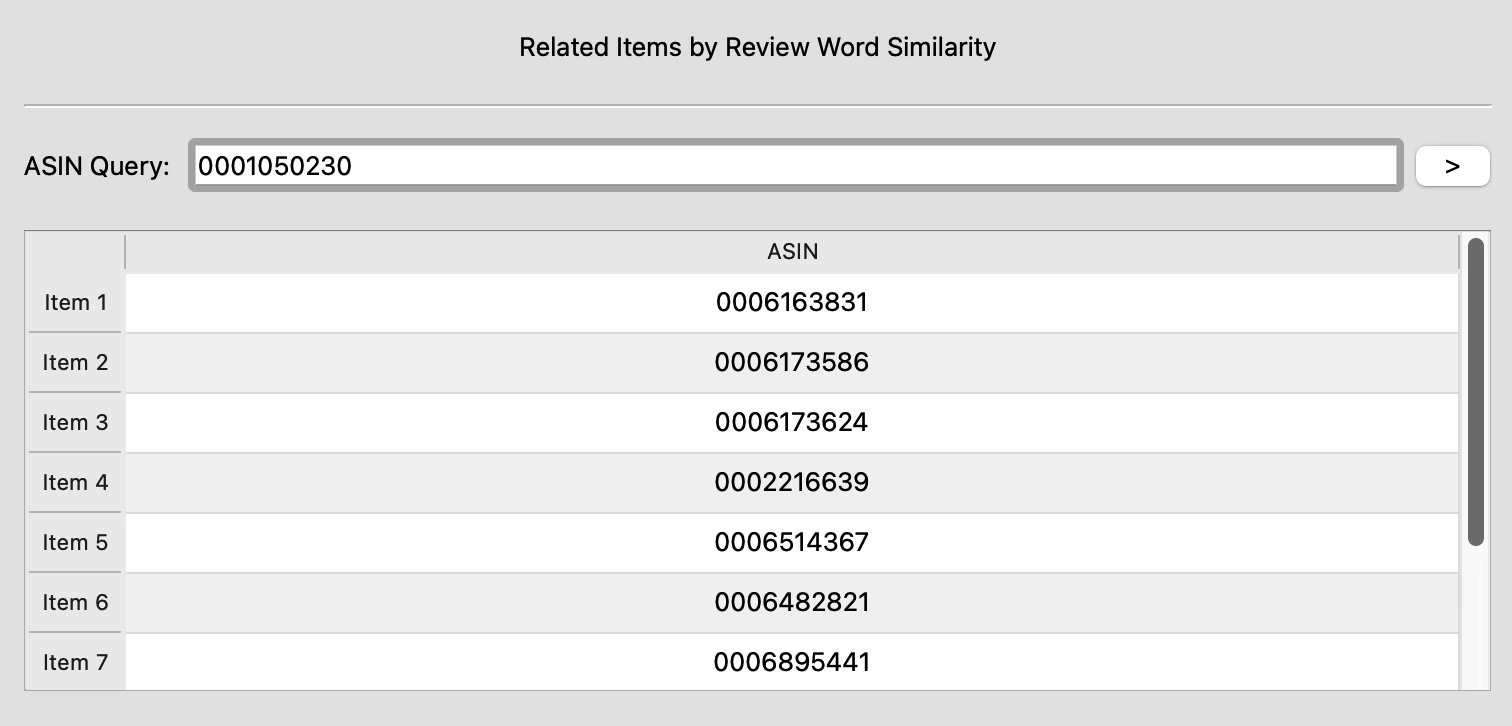 Related Items by Review Word Similarity
ASIN Query: 0001050230 >
ASIN
Item 1 0006163831
Item 2 0006173586
Item 3 0006173624
Item 4 0002216639
Item 5 0006514367
Item 6 0006482821
Item 7 0006895441